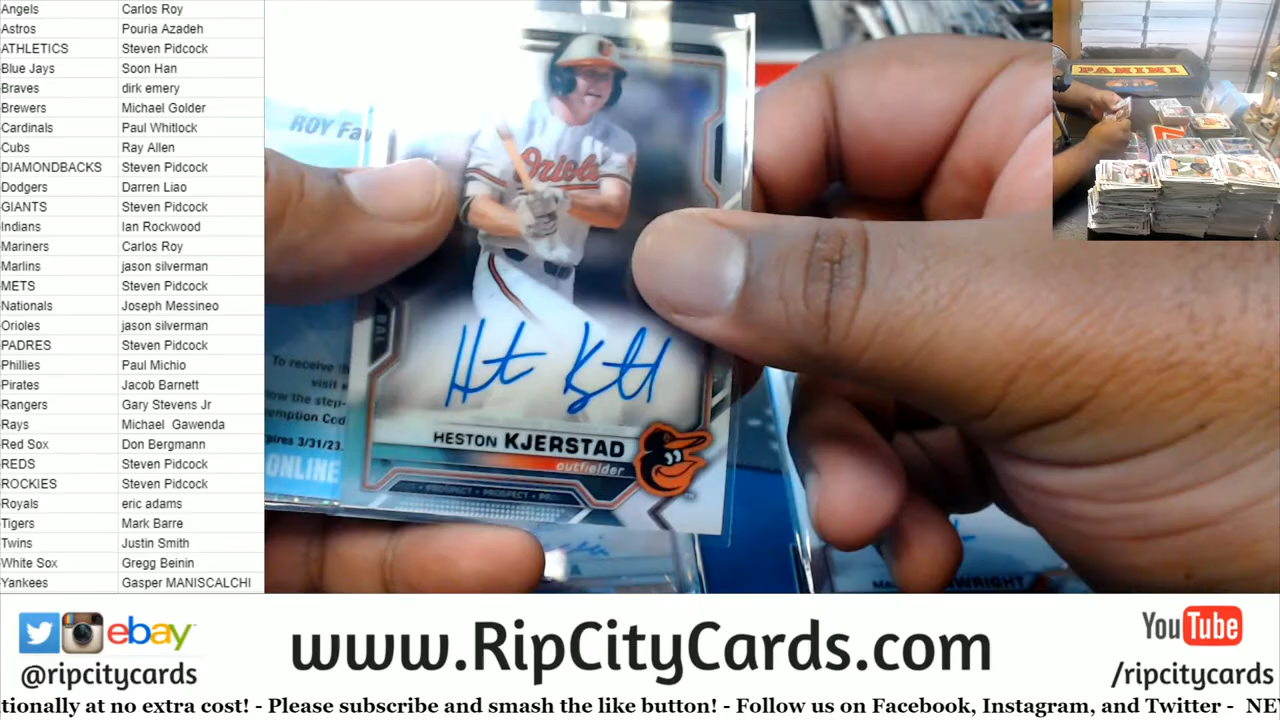 Angels Carlos Roy
Astros Pouria Azadeh
ATHLETICS Steven Pidcock
Blue Jays Soon Han
Braves dirk emery
Brewers Michael Golder
Cardinals Paul Whitlock
Cubs Ray Allen
DIAMONDBACKS Steven Pidcock
Dodgers Darren Liao
GIANTS Steven Pidcock
Indians Ian Rockwood
Mariners Carlos Roy
Marlins jason silverman
METS Steven Pidcock
Nationals Joseph Messineo
Orioles jason silverman
PADRES Steven Pidcock
Phillies Paul Michio
Pirates Jacob Barnett
Rangers Gary Stevens Jr
Rays Michael Gawenda
Red Sox Don Bergmann
REDS Steven Pidcock
ROCKIES Steven Pidcock
Royals eric adams
Tigers Mark Barre
Twins Justin Smith
White Sox Gregg Beinin
Yankees Gasper MANISCALCHI
PANINI
ROY Fav
Orioles
To receive
visit
low the step-
emption Cod
pires 3/31/23.
ONLINE
HESTON KJERSTAD
outfielder
PROSPECT • PROSPECT • PRO
WRIGHT
ebay
@ripcitycards
www.RipCityCards.com
YouTube
/ripcitycards
tionally at no extra cost! - Please subscribe and smash the like button! - Follow us on Facebook, Instagram, and Twitter - NE